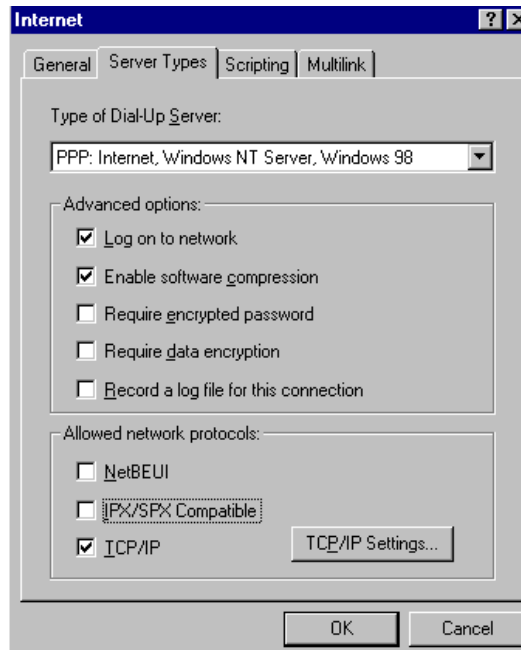 Internet
General Server Types Scripting Multilink
Type of Dial-Up Server:
PPP: Internet, Windows NT Server, Windows 98
Advanced options:
Log on to network
Enable software compression
Require encrypted password
Require data encryption
Record a log file for this connection
Allowed network protocols:
NetBEUI
IPX/SPX Compatible
TCP/IP TCP/IP Settings...
OK Cancel